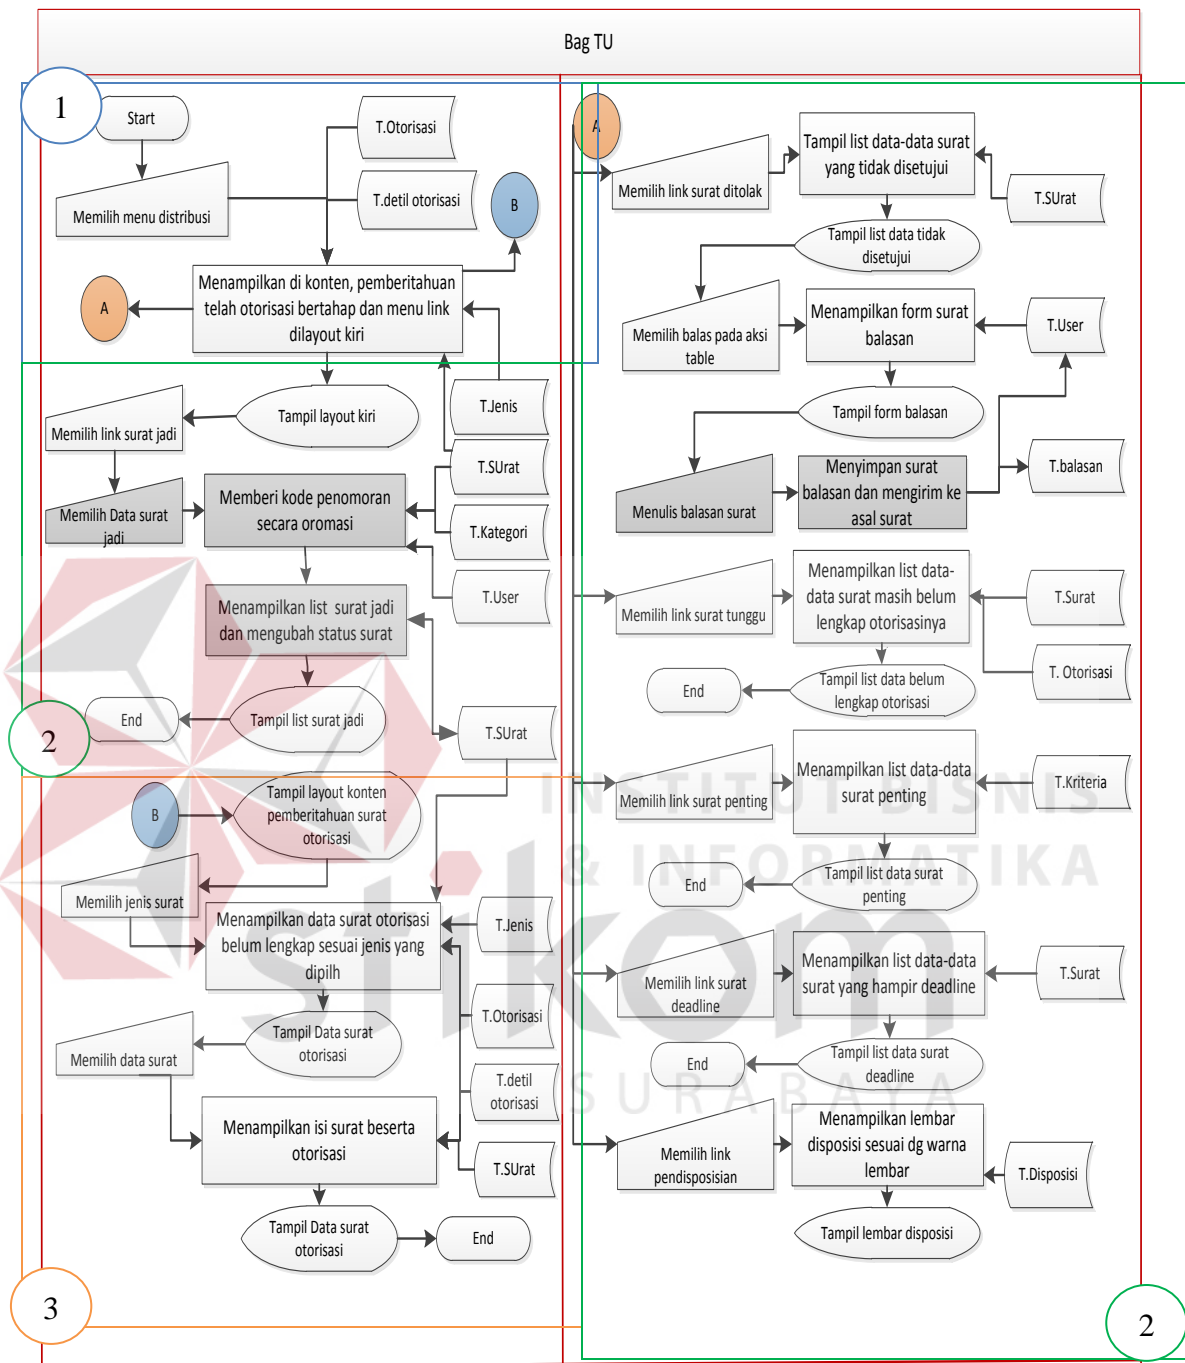 Bag TU
1
Start
T.Otorisasi
Memilih menu distribusi
T.detil otorisasi
B
Menampilkan di konten, pemberitahuan
telah otorisasi bertahap dan menu link
dilayout kiri
A
Tampil layout kiri
T.Jenis
Memilih link surat jadi
T.SUrat
Memilih Data surat
jadi
Memberi kode penomoran
secara oromasi
T.Kategori
T.User
Menampilkan list surat jadi
dan mengubah status surat
End
Tampil list surat jadi
T.SUrat
2
B
Tampil layout konten
pemberitahuan surat
otorisasi
Memilih jenis surat
Menampilkan data surat otorisasi
belum lengkap sesuai jenis yang
dipilh
T.Jenis
T.Otorisasi
Tampil Data surat
otorisasi
Memilih data surat
T.detil
otorisasi
Menampilkan isi surat beserta
otorisasi
T.SUrat
Tampil Data surat
otorisasi
End
3
A
Memilih link surat ditolak
Tampil list data-data surat
yang tidak disetujui
T.SUrat
Tampil list data tidak
disetujui
Memilih balas pada aksi
table
Menampilkan form surat
balasan
T.User
Tampil form balasan
Menulis balasan surat
Menyimpan surat
balasan dan mengirim ke
asal surat
T.balasan
Memilih link surat tunggu
Menampilkan list data-
data surat masih belum
lengkap otorisasinya
T.Surat
T. Otorisasi
Tampil list data belum
lengkap otorisasi
End
Memilih link surat penting
Menampilkan list data-data
surat penting
T.Kriteria
Tampil list data surat
penting
End
Memilih link surat
deadline
Menampilkan list data-data
surat yang hampir deadline
T.Surat
Tampil list data surat
deadline
End
Memilih link
pendisposisian
Menampilkan lembar
disposisi sesuai dg warna
lembar
T.Disposisi
Tampil lembar disposisi
2
INSTITUT BISNIS
& INFORMATIKA
stikom
SURABAYA